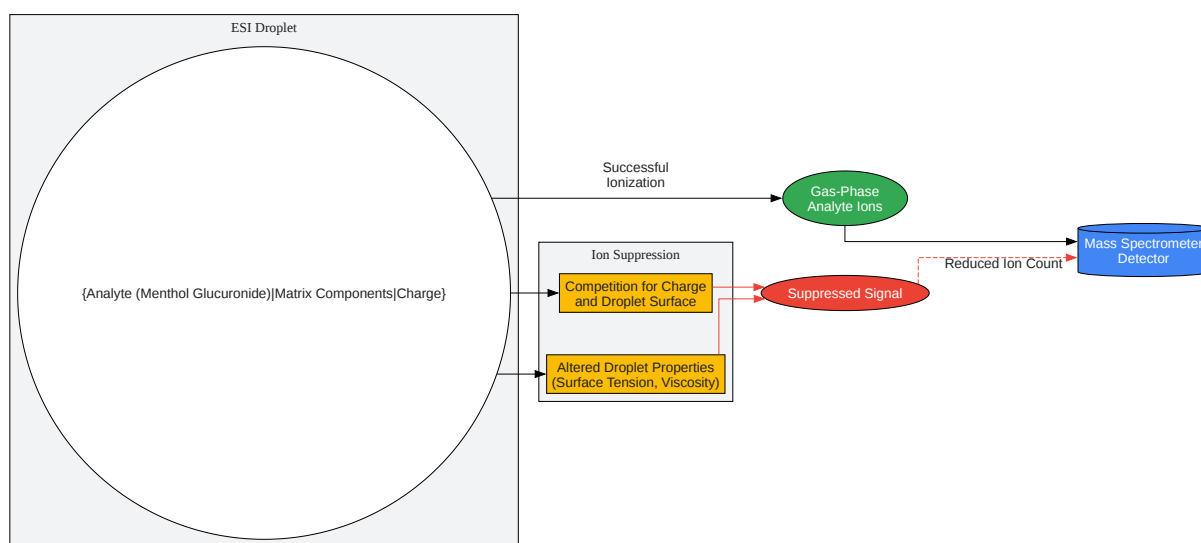 ESI Droplet
{Analyte (Menthol Glucuronide)|Matrix Components|Charge}
Successful
Ionization
Gas-Phase
Analyte Ions
Ion Suppression
Competition for Charge
and Droplet Surface
Altered Droplet Properties
(Surface Tension, Viscosity)
Suppressed Signal
Reduced Ion Count
Mass Spectrometer
Detector